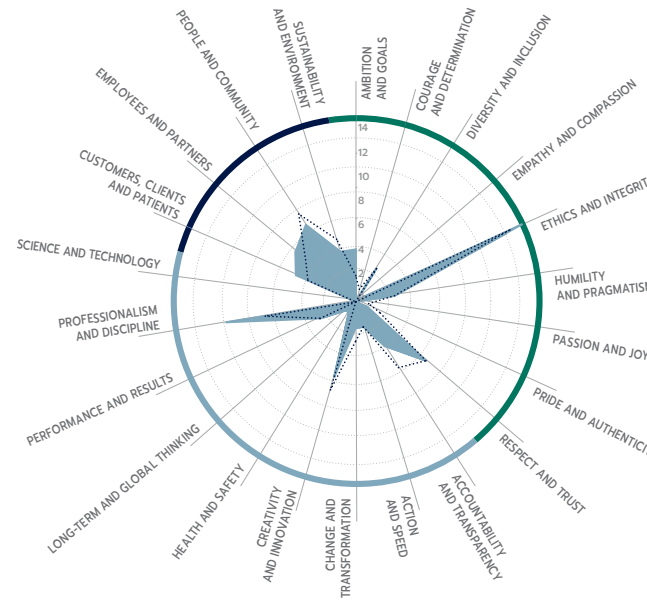 AMBITION
AND GOALS
COURAGE
AND DETERMINATION
DIVERSITY AND INCLUSION
EMPATHY AND COMPASSION
ETHICS AND INTEGRIT
HUMILITY
AND PRAGMATISM
PASSION AND JOY
PRIDE AND AUTHENTICI
RESPECT AND TRUST
ACCOUNTABILITY
AND TRANSPARENCY
ACTION
AND SPEED
CHANGE AND
TRANSFORMATION
CREATIVITY
AND INNOVATION
HEALTH AND SAFETY
LONG-TERM AND GLOBAL THINKING
PERFORMANCE AND RESULTS
PROFESSIONALISM
AND DISCIPLINE
SCIENCE AND TECHNOLOGY
CUSTOMERS, CLIENTS
AND PATIENTS
EMPLOYEES AND PARTNERS
PEOPLE AND COMMUNITY
SUSTAINABILITY
AND ENVIRONMENT
14
12
10
8
6
4
2